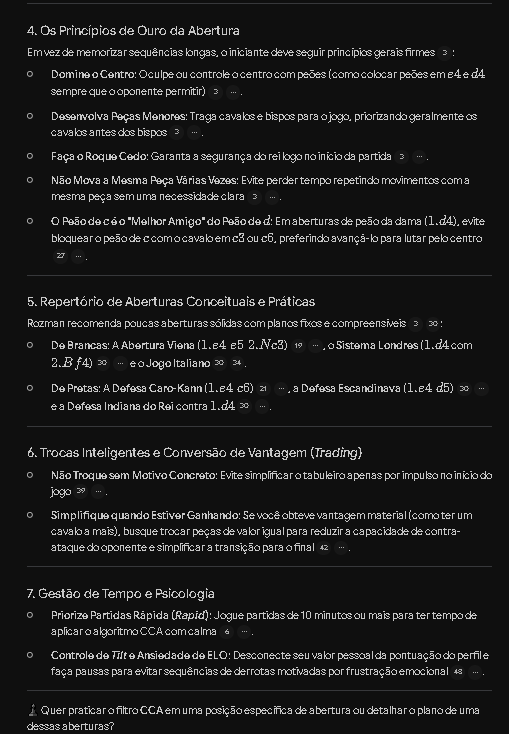 4. Os Princípios de Ouro da Abertura
Em vez de memorizar sequências longas, o iniciante deve seguir princípios gerais firmes 3 :
Domine o Centro: Ocupe ou controle o centro com peões (como colocar peões em e4 e d4
sempre que o oponente permitir) 3 ... .
Desenvolva Peças Menores: Traga cavalos e bispos para o jogo, priorizando geralmente os
cavalos antes dos bispos 3 ... .
Faça o Roque Cedo: Garanta a segurança do rei logo no início da partida 3 ... .
Não Mova a Mesma Peça Várias Vezes: Evite perder tempo repetindo movimentos com a
mesma peça sem uma necessidade clara 3 ... .
O Peão de c é o "Melhor Amigo" do Peão de d: Em aberturas de peão da dama (1.d4), evite
bloquear o peão de c com o cavalo em c3 ou c6, preferindo avançá-lo para lutar pelo centro
27 ... .
5. Repertório de Aberturas Conceituais e Práticas
Rozman recomenda poucas aberturas sólidas com planos fixos e compreensíveis 3 30 :
De Brancas: A Abertura Viena (1.e4 e5 2.Nc3) 19 ... , o Sistema Londres (1.d4 com
2.Bf4) 30 ... e o Jogo Italiano 30 34 .
De Pretas: A Defesa Caro-Kann (1.e4 c6) 21 ... , a Defesa Escandinava (1.e4 d5) 30 ...
e a Defesa Indiana do Rei contra 1.d4 30 ... .
6. Trocas Inteligentes e Conversão de Vantagem (Trading)
Não Troque sem Motivo Concreto: Evite simplificar o tabuleiro apenas por impulso no início do
jogo 39 ... .
Simplifique quando Estiver Ganhando: Se você obteve vantagem material (como ter um
cavalo a mais), busque trocar peças de valor igual para reduzir a capacidade de contra-
ataque do oponente e simplificar a transição para o final 42 ... .
7. Gestão de Tempo e Psicologia
Priorize Partidas Rápida (Rapid): Jogue partidas de 10 minutos ou mais para ter tempo de
aplicar o algoritmo CCA com calma 6 ... .
Controle de Tilt e Ansiedade de ELO: Desconecte seu valor pessoal da pontuação do perfil e
faça pausas para evitar sequências de derrotas motivadas por frustração emocional 48 ... .
Quer praticar o filtro CCA em uma posição específica de abertura ou detalhar o plano de uma
dessas aberturas?